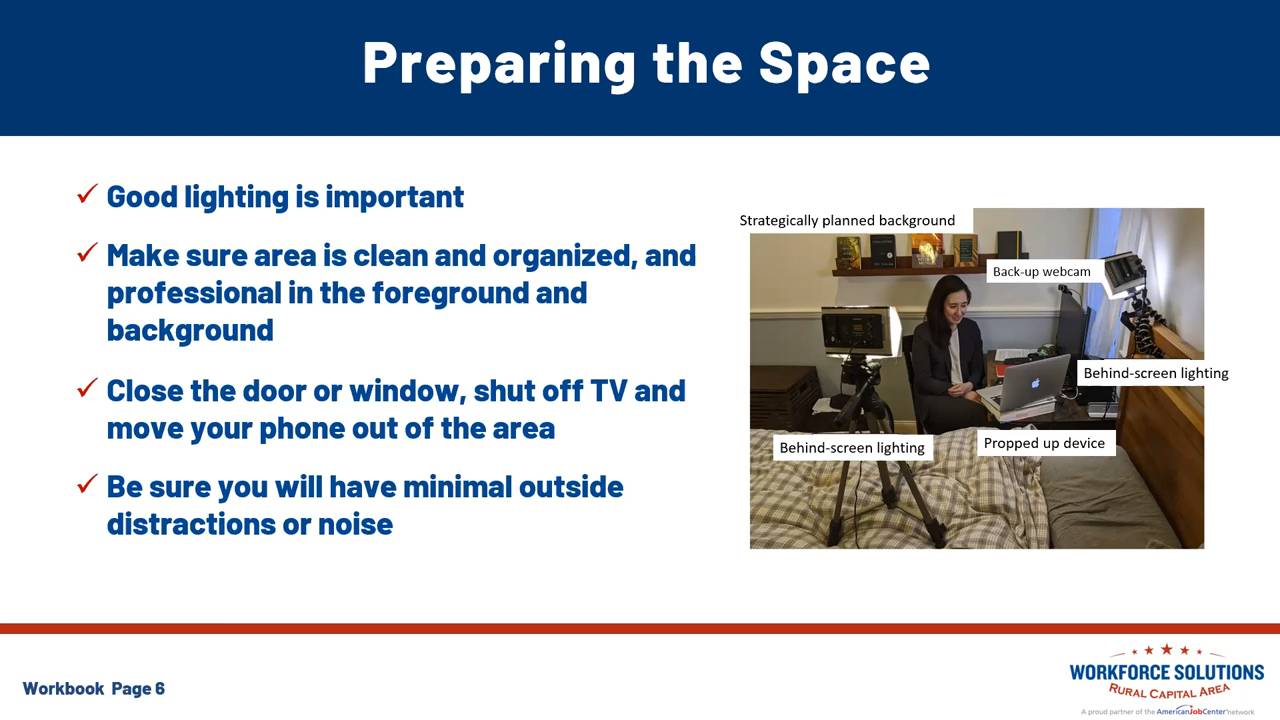 Preparing the Space
✓ Good lighting is important
✓ Make sure area is clean and organized, and
professional in the foreground and
background
✓ Close the door or window, shut off TV and
move your phone out of the area
✓ Be sure you will have minimal outside
distractions or noise
Strategically planned background
Back-up webcam
Behind-screen lighting
Behind-screen lighting
Propped up device
Workbook Page 6
WORKFORCE SOLUTIONS
RURAL CAPITAL AREA
A proud partner of the AmericanJobCenter network